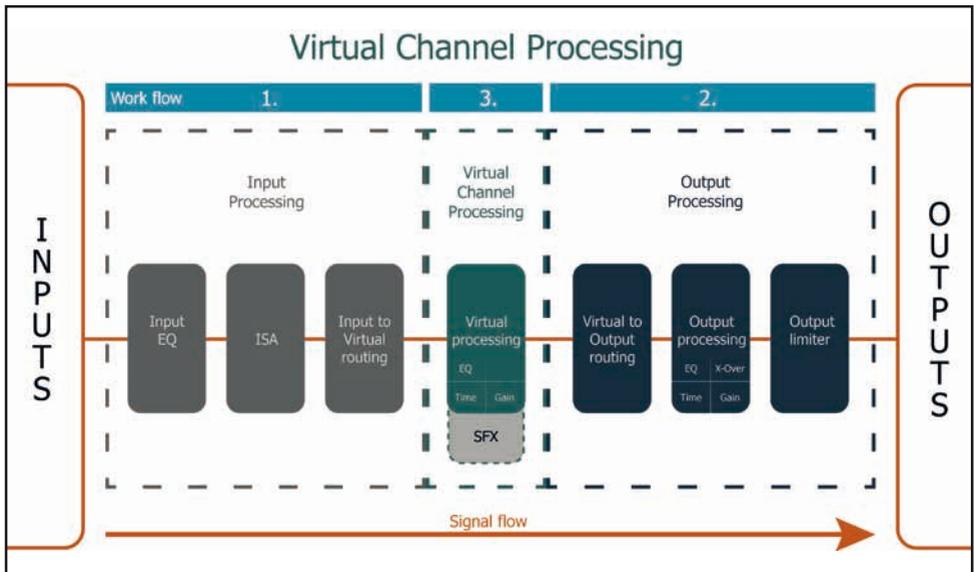 Virtual Channel Processing
Work flow 1. 3. 2.
Input
Processing
Virtual
Channel
Processing
Output
Processing
INPUTS
Input
EQ
ISA
Input to
Virtual
routing
Virtual
processing
EQ
Time Gain
SFX
Virtual to
Output
routing
Output
processing
EQ X-Over
Time Gain
Output
limiter
OUTPUTS
Signal flow